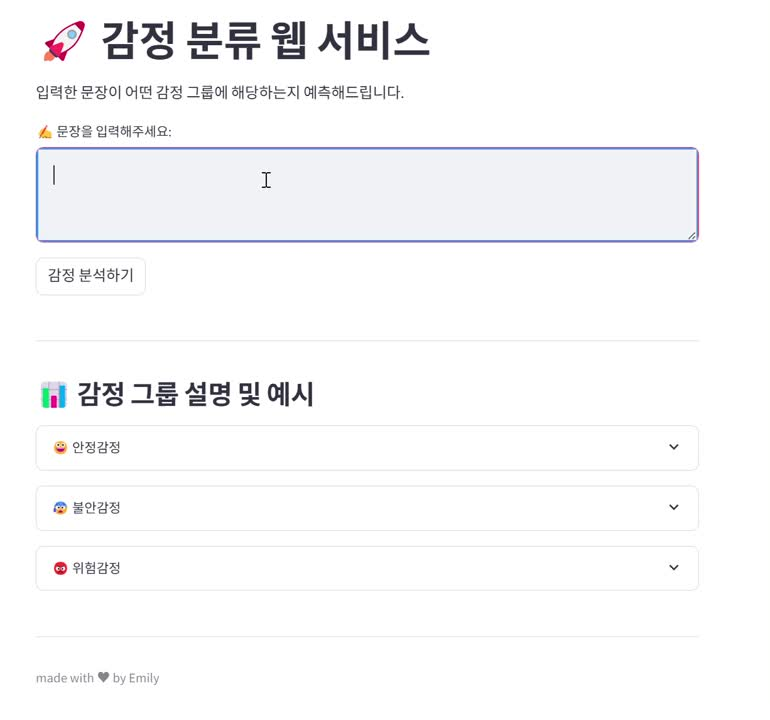 🚀 감정 분류 웹 서비스
입력한 문장이 어떤 감정 그룹에 해당하는지 예측해드립니다.
✍️ 문장을 입력해주세요:
감정 분석하기
📊 감정 그룹 설명 및 예시
😀 안정감정
😰 불안감정
👿 위험감정
made with ♥ by Emily